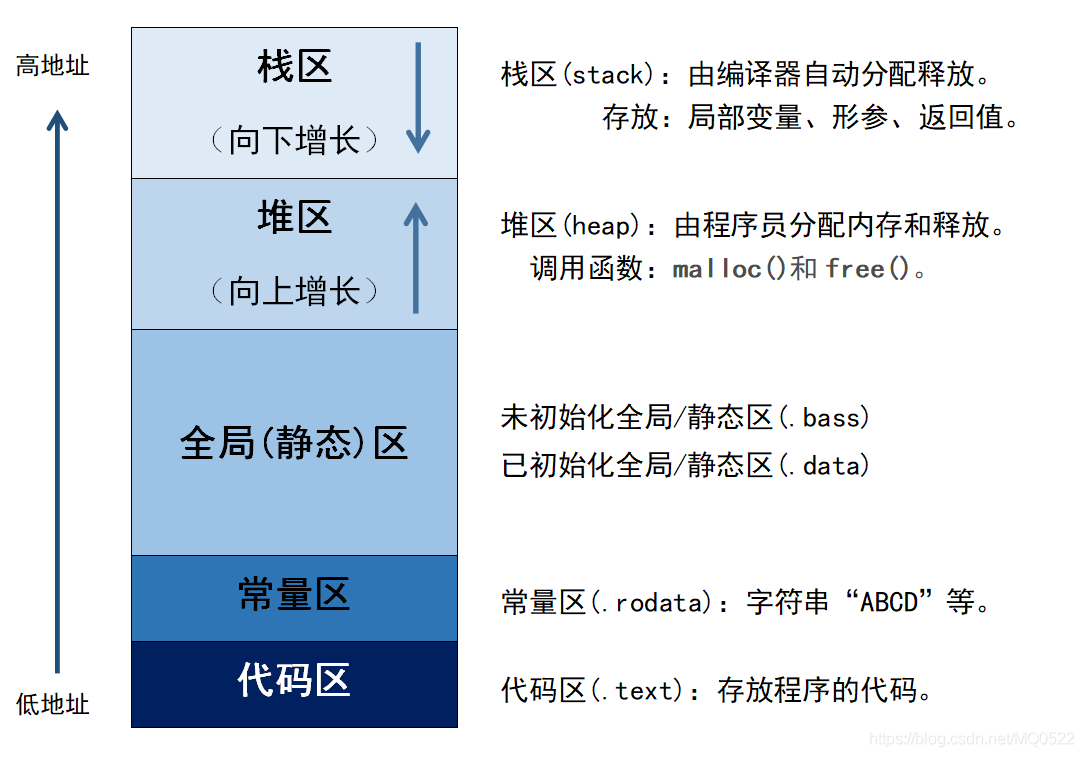 高地址
栈区
（向下增长）
栈区(stack)：由编译器自动分配释放。
存放：局部变量、形参、返回值。
堆区
（向上增长）
堆区(heap)：由程序员分配内存和释放。
调用函数：malloc()和 free()。
全局(静态)区
未初始化全局/静态区(.bass)
已初始化全局/静态区(.data)
常量区
常量区(.rodata)：字符串“ABCD”等。
代码区
代码区(.text)：存放程序的代码。
低地址
https://blog.csdn.net/MQ0522